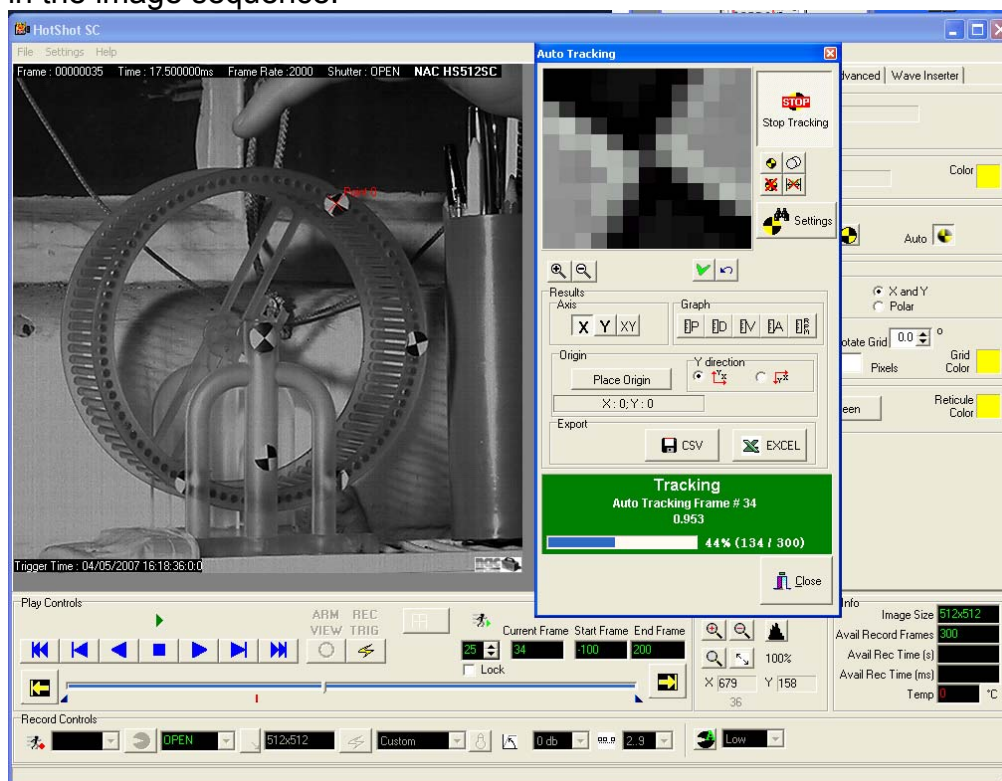 in the image sequence.
HotShot SC
File Settings Help
Frame : 00000035 Time : 17.500000ms Frame Rate :2000 Shutter : OPEN NAC HS512SC
Point 0
Trigger Time : 04/05/2007 16:18:36:0:0
Auto Tracking
STOP
Stop Tracking
Settings
Results
Axis
X Y XY
Graph
P D V A
Origin
Place Origin
X : 0; Y : 0
Y direction
Export
CSV EXCEL
Tracking
Auto Tracking Frame # 34
0.953
44% (134 / 300)
Close
Wave Inserter
Color
Auto
X and Y
Polar
Grid 0.0 °
Pixels
Grid
Color
Reticule
Color
Play Controls
ARM REC
VIEW TRIG
25
Lock
Current Frame Start Frame End Frame
34 -100 200
100%
X 679 Y 158
36
Info
Image Size 512x512
Avail Record Frames 300
Avail Rec Time (s)
Avail Rec Time (ms)
Temp 0 °C
Record Controls
OPEN 512x512 Custom 0 db 2..9 Low